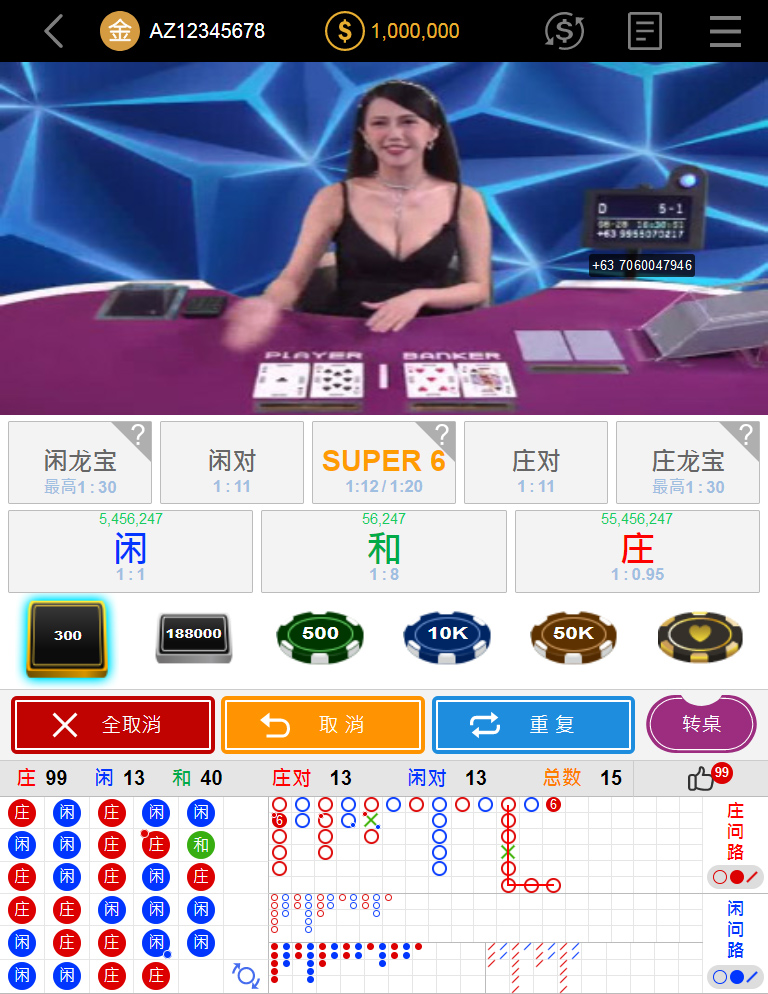 金 AZ12345678 $ 1,000,000 $
D 5-1
+63 7060047946
PLAYER BANKER
? ? ?
闲龙宝 闲对 SUPER 6 庄对 庄龙宝
最高1 : 30 1 : 11 1:12 / 1:20 1 : 11 最高1 : 30
5,456,247 56,247 55,456,247
闲 和 庄
1 : 1 1 : 8 1 : 0.95
300 188000 500 10K 50K
全取消 取消 重复 转桌
庄 99 闲 13 和 40 庄对 13 闲对 13 总数 15 99
庄 闲 庄 闲 闲 6
6
闲 闲 庄 庄 和
庄 闲 庄 闲 庄
庄 庄 闲 闲 闲
闲 庄 庄 闲 闲
闲 闲 庄 庄
庄问路
闲问路